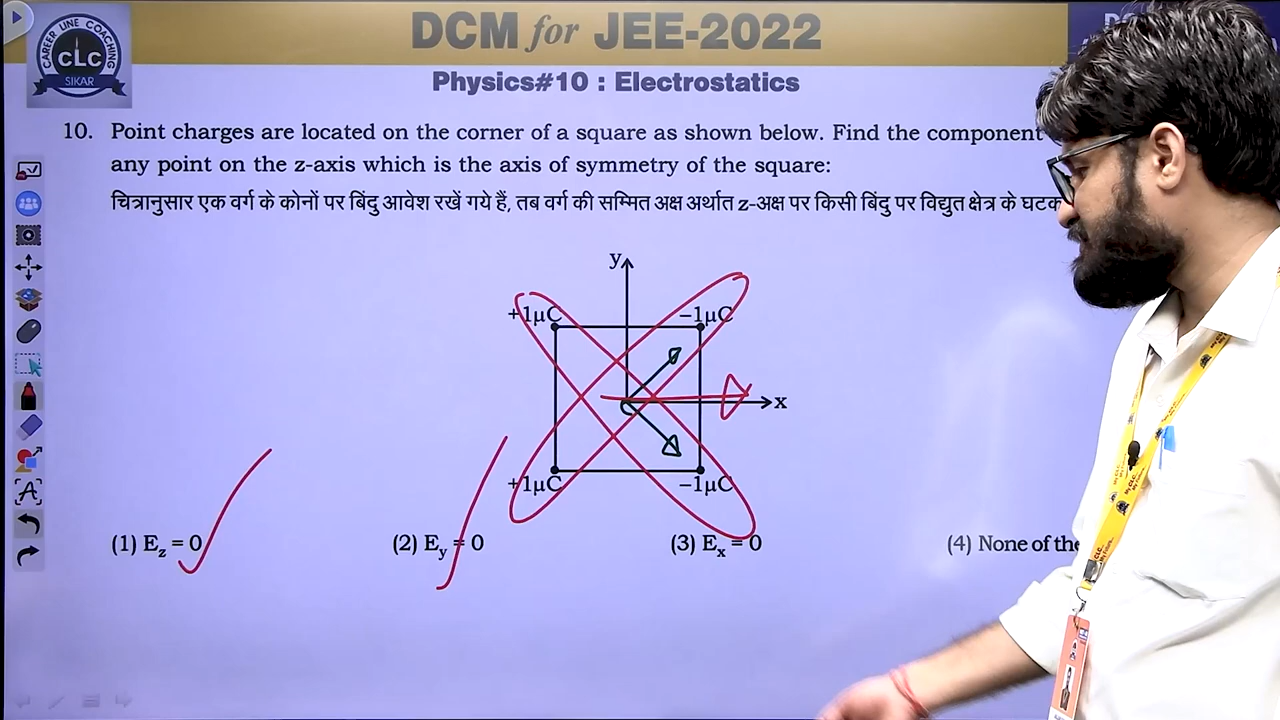 CAREER LINE COACHING
CLC
SIKAR
DCM for JEE-2022
Physics#10 : Electrostatics
10. Point charges are located on the corner of a square as shown below. Find the component
any point on the z-axis which is the axis of symmetry of the square:
चित्रानुसार एक वर्ग के कोनों पर बिंदु आवेश रखें गये हैं, तब वर्ग की सम्मित अक्ष अर्थात z-अक्ष पर किसी बिंदु पर विद्युत क्षेत्र के घटक
y
+1μC −1μC
x
+1μC −1μC
(1) E_z = 0 (2) E_y = 0 (3) E_x = 0 (4) None of the